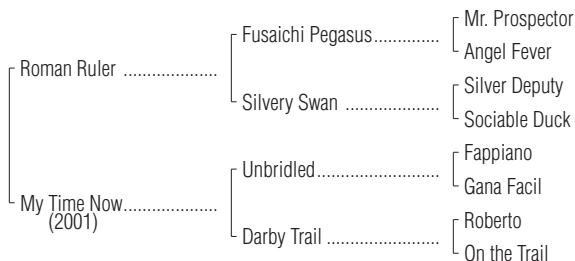 Mr. Prospector
Fusaichi Pegasus..............
Angel Fever
Roman Ruler ....................
Silver Deputy
Silvery Swan ....................
Sociable Duck
Fappiano
Unbridled..........................
Gana Facil
My Time Now....................
(2001)
Roberto
Darby Trail ........................
On the Trail